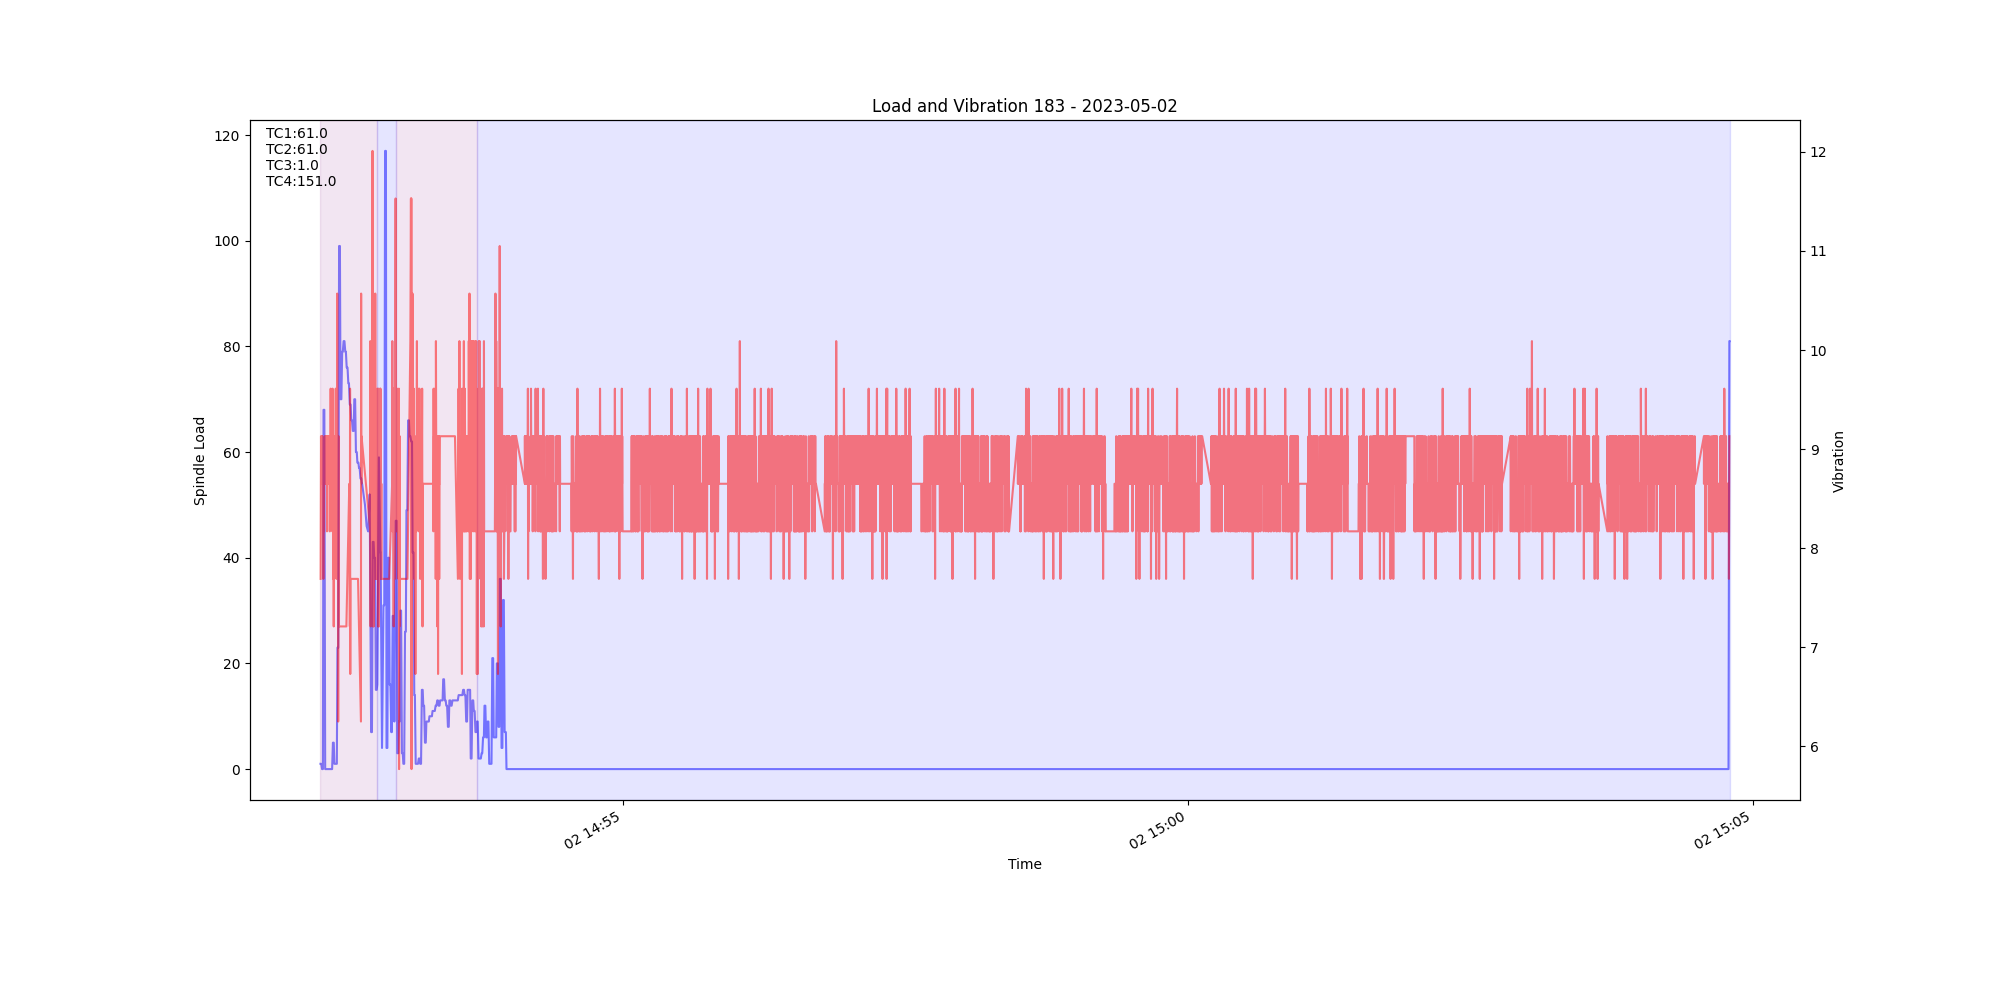 Load and Vibration 183 - 2023-05-02
TC1:61.0
TC2:61.0
TC3:1.0
TC4:151.0
120
100
80
60
40
20
0
Spindle Load
12
11
10
9
8
7
6
Vibration
02 14:55
02 15:00
02 15:05
Time